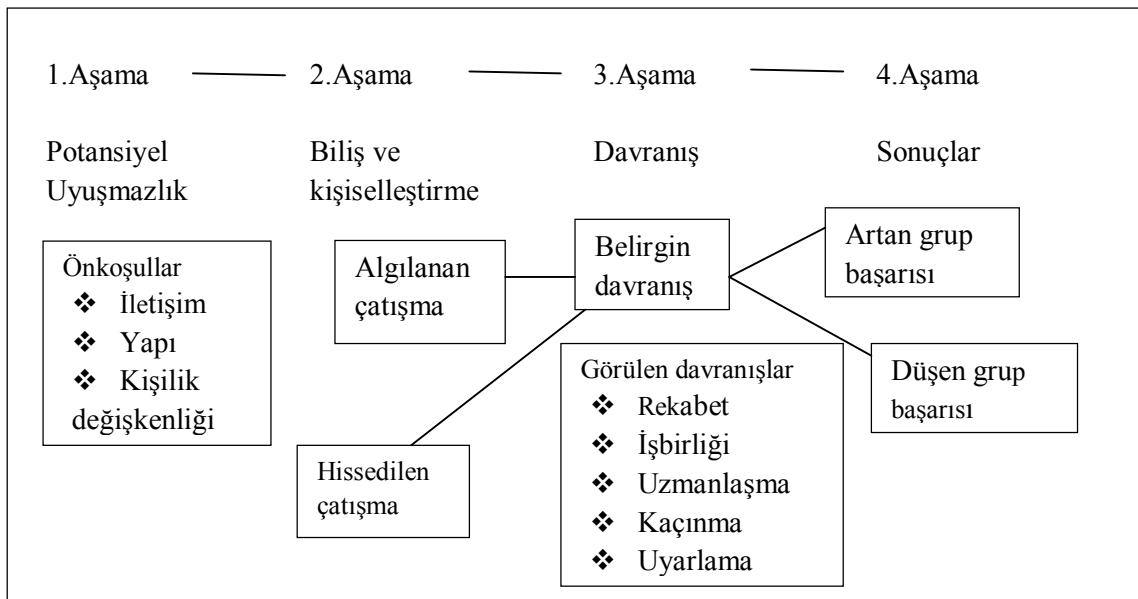 1.Aşama
2.Aşama
3.Aşama
4.Aşama
Potansiyel
Uyuşmazlık
Biliş ve
kişiselleştirme
Davranış
Sonuçlar
Önkoşullar
❖ İletişim
❖ Yapı
❖ Kişilik
değişkenliği
Algılanan
çatışma
Hissedilen
çatışma
Belirgin
davranış
Görülen davranışlar
❖ Rekabet
❖ İşbirliği
❖ Uzmanlaşma
❖ Kaçınma
❖ Uyarlama
Artan grup
başarısı
Düşen grup
başarısı